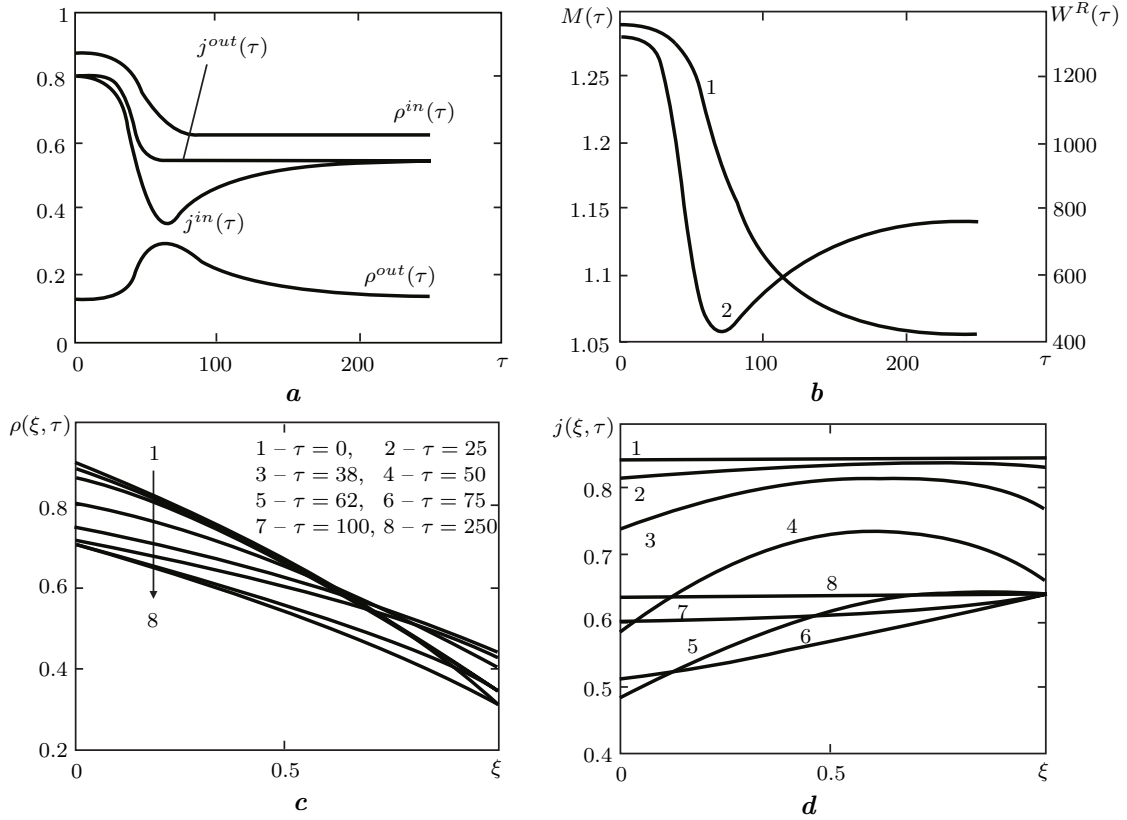 1
0.8
0.6
0.4
0.2
0
100
200
τ
j^{out}(τ)
ρ^{in}(τ)
j^{in}(τ)
ρ^{out}(τ)
a
M(τ)
W^R(τ)
1.25
1.2
1.15
1.1
1.05
1200
1000
800
600
400
0
100
200
τ
1
2
b
ρ(ξ, τ)
0.8
0.6
0.4
0.2
0
0.5
ξ
1
8
1 – τ = 0, 2 – τ = 25
3 – τ = 38, 4 – τ = 50
5 – τ = 62, 6 – τ = 75
7 – τ = 100, 8 – τ = 250
c
j(ξ, τ)
0.8
0.7
0.6
0.5
0.4
0
0.5
ξ
1
2
3
4
8
7
5
6
d